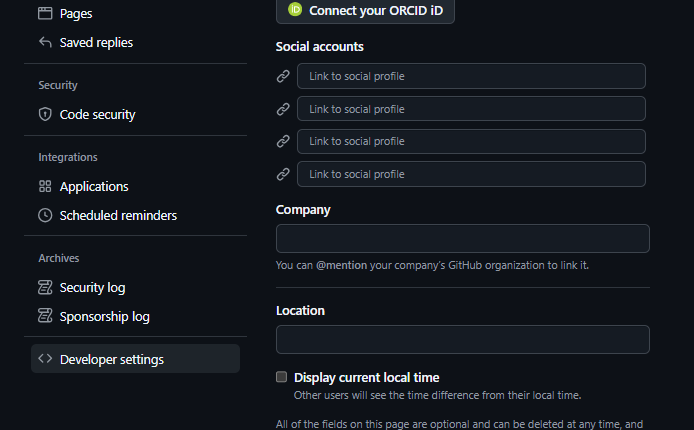 Pages
Saved replies
Security
Code security
Integrations
Applications
Scheduled reminders
Archives
Security log
Sponsorship log
Developer settings
iD Connect your ORCID iD
Social accounts
Link to social profile
Link to social profile
Link to social profile
Link to social profile
Company
You can @mention your company's GitHub organization to link it.
Location
Display current local time
Other users will see the time difference from their local time.
All of the fields on this page are optional and can be deleted at any time, and